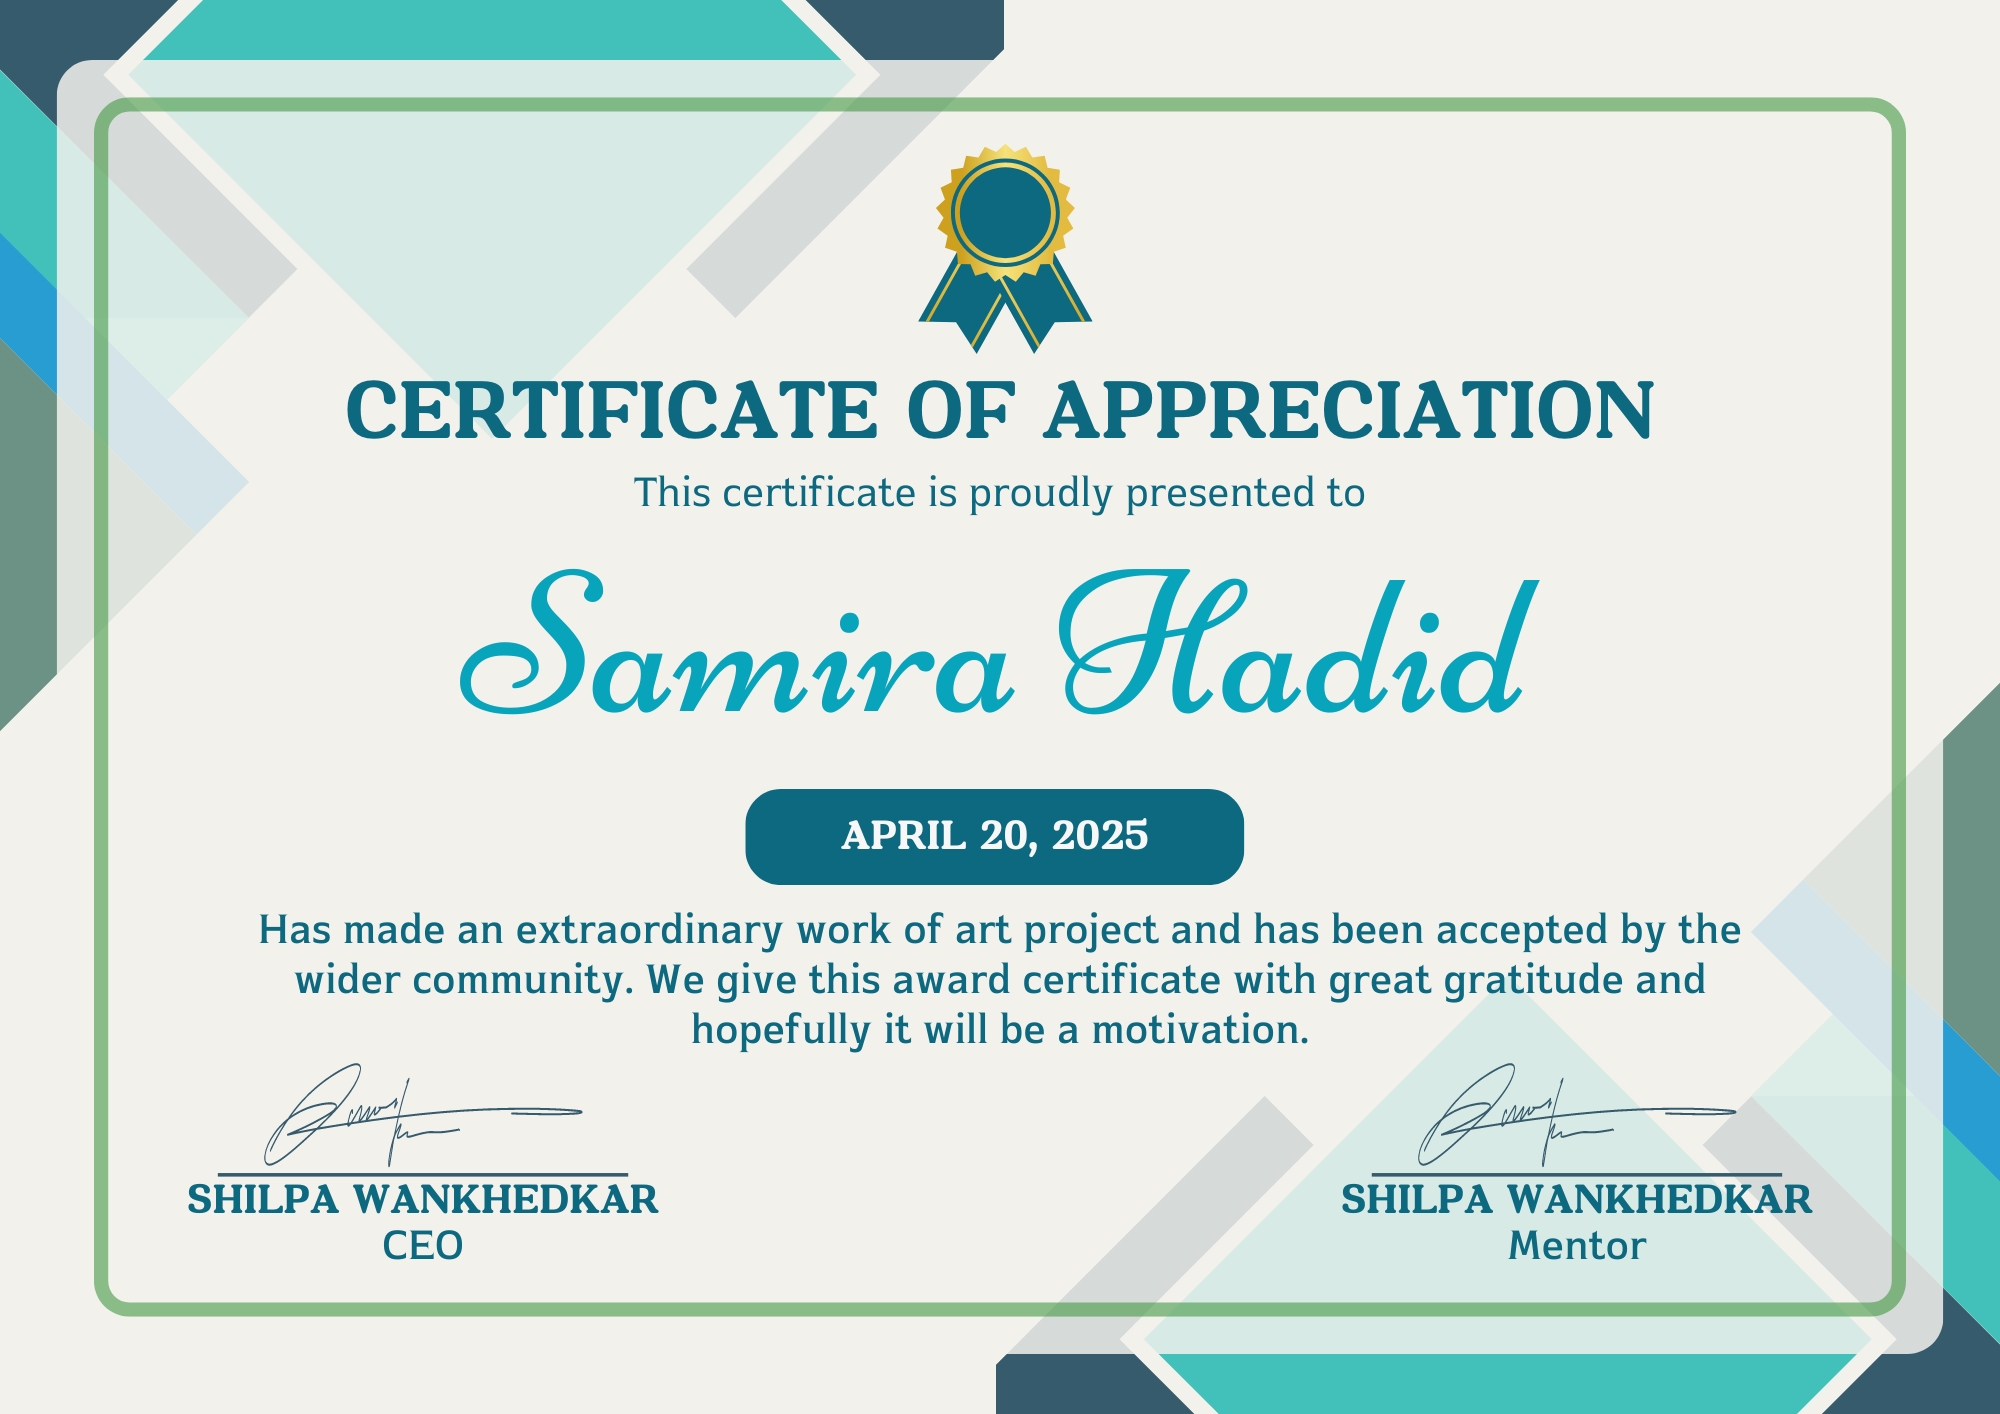 CERTIFICATE OF APPRECIATION
This certificate is proudly presented to
Samira Hadid
APRIL 20, 2025
Has made an extraordinary work of art project and has been accepted by the
wider community. We give this award certificate with great gratitude and
hopefully it will be a motivation.
SHILPA WANKHEDKAR
CEO
SHILPA WANKHEDKAR
Mentor